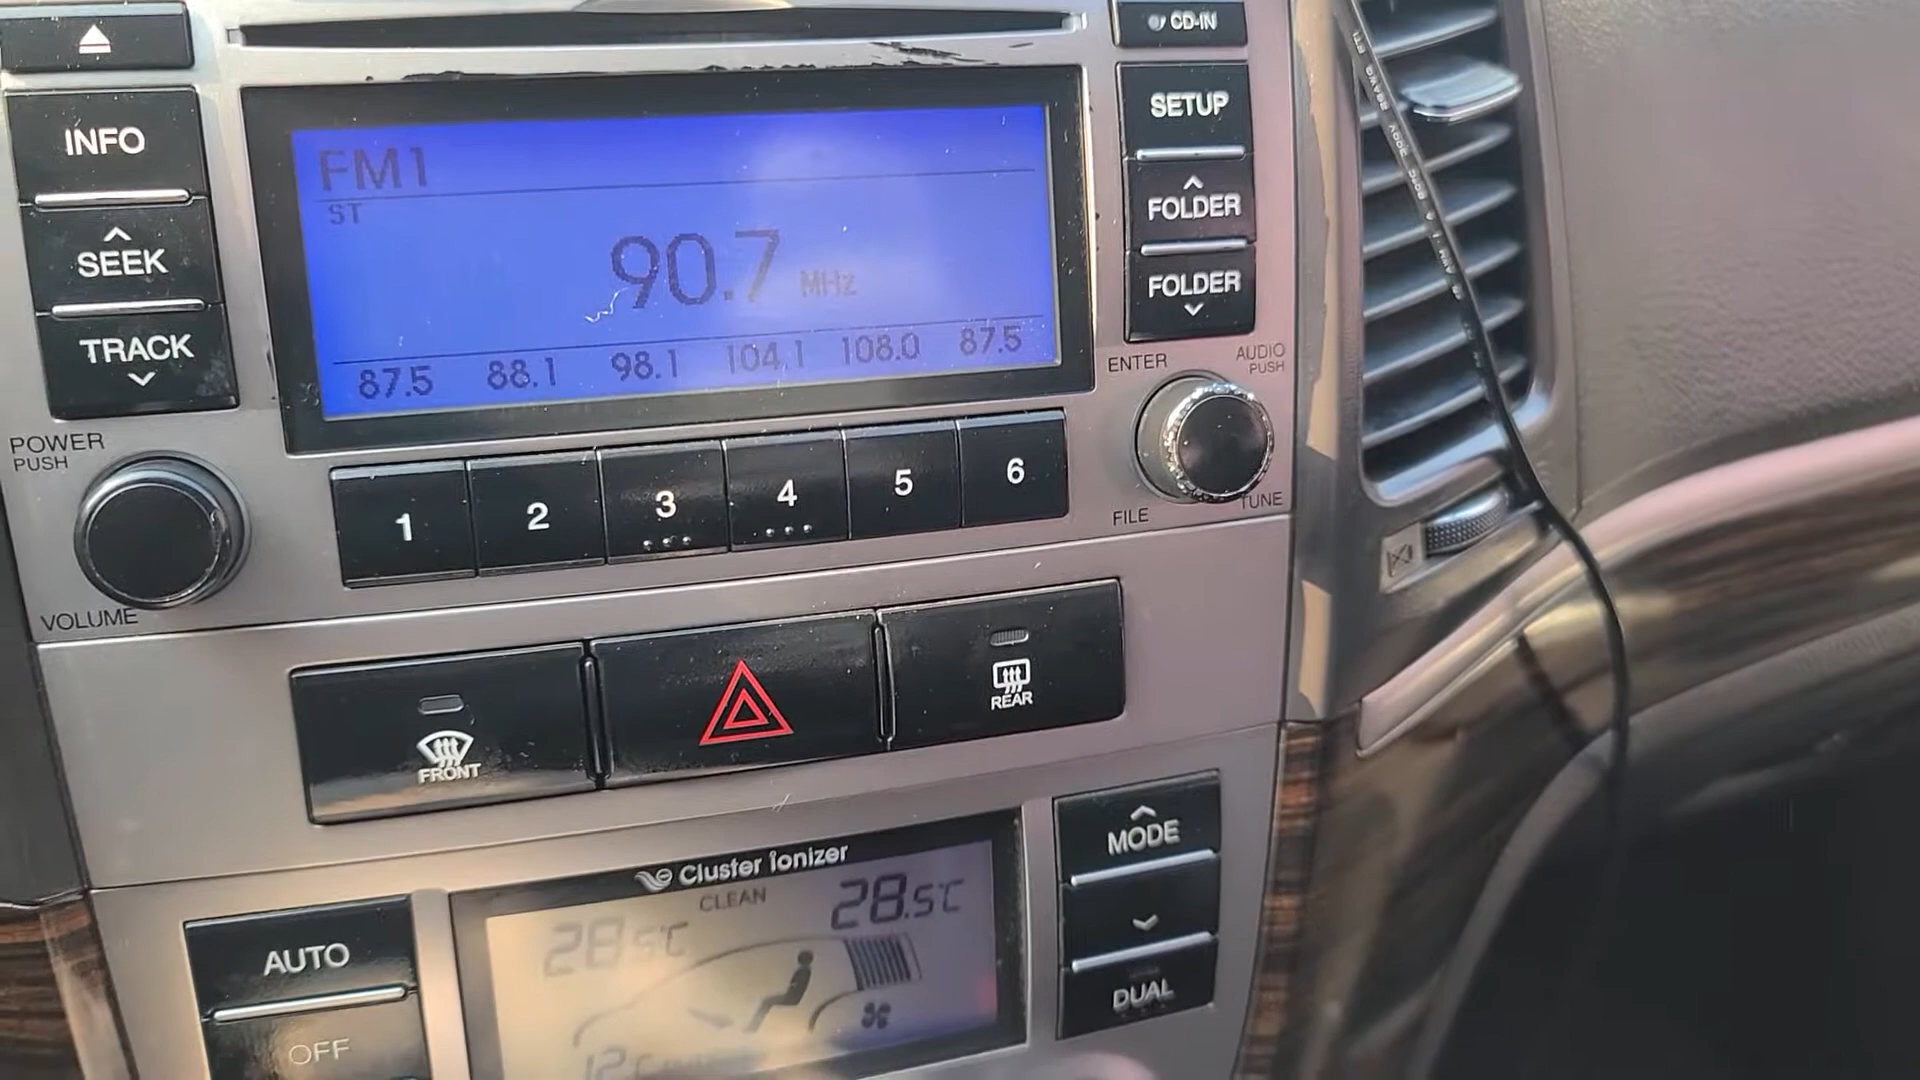 CD-IN
INFO
SETUP
FM1
ST
FOLDER
SEEK
90.7 MHz
FOLDER
TRACK
87.5 88.1 98.1 104.1 108.0 87.5
ENTER
AUDIO
PUSH
POWER
PUSH
1 2 3 4 5 6
FILE
TUNE
VOLUME
FRONT
REAR
MODE
Cluster ionizer
CLEAN
28.5°C
28.5°C
AUTO
DUAL
OFF